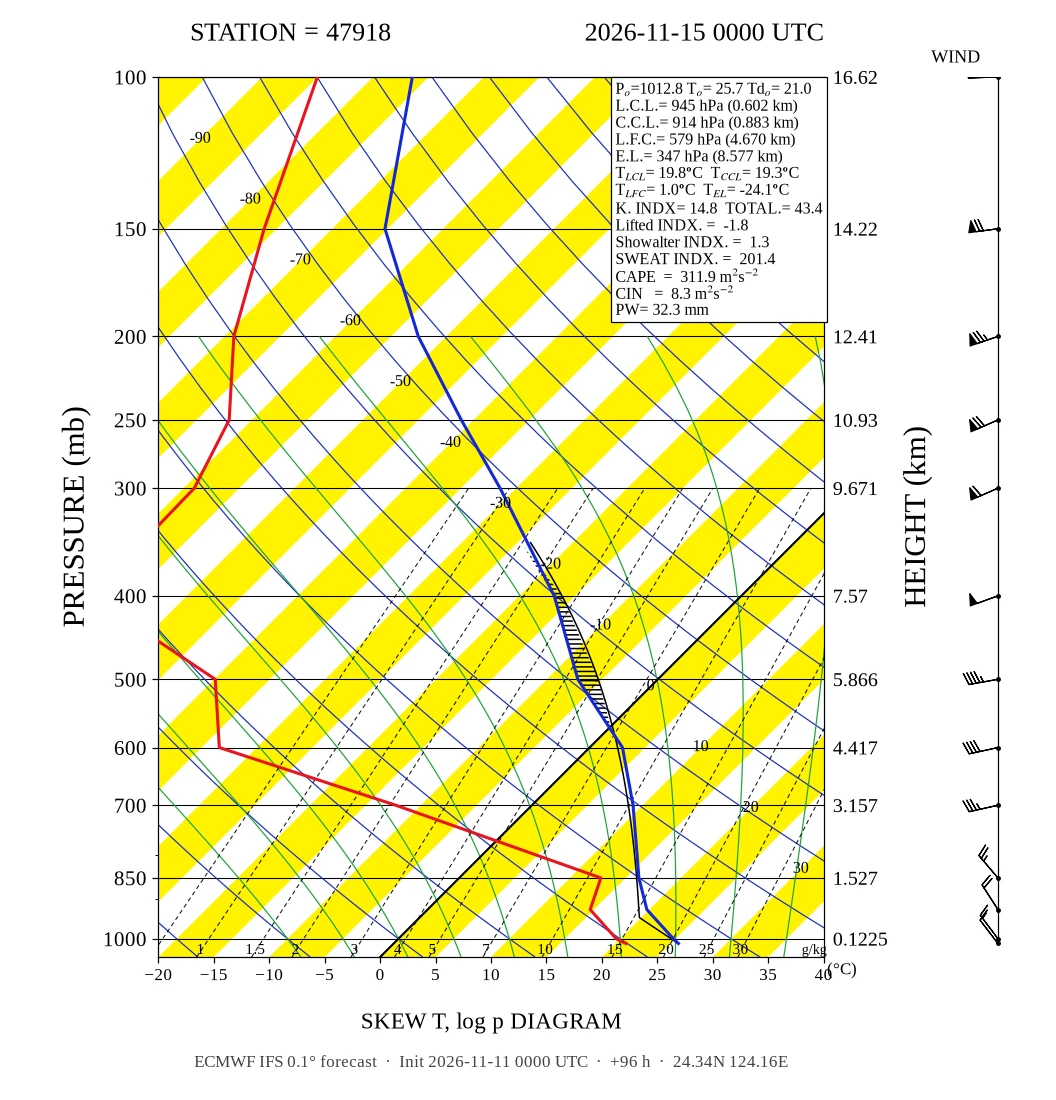 STATION = 47918
2026-11-15 0000 UTC
WIND
100
16.62
Pₒ=1012.8 Tₒ= 25.7 Tdₒ= 21.0
L.C.L.= 945 hPa (0.602 km)
C.C.L.= 914 hPa (0.883 km)
L.F.C.= 579 hPa (4.670 km)
E.L.= 347 hPa (8.577 km)
T_LCL= 19.8°C T_CCL= 19.3°C
T_LFC= 1.0°C T_EL= -24.1°C
K. INDX= 14.8 TOTAL.= 43.4
Lifted INDX. = -1.8
Showalter INDX. = 1.3
SWEAT INDX. = 201.4
CAPE = 311.9 m²s⁻²
CIN = 8.3 m²s⁻²
PW= 32.3 mm
-90
-80
150
14.22
-70
-60
200
12.41
-50
250
10.93
-40
300
9.671
-30
-20
400
7.57
-10
500
0
5.866
600
10
4.417
700
20
3.157
850
30
1.527
1000
0.1225
PRESSURE (mb)
HEIGHT (km)
1 1.5 2 3 4 5 7 10 15 20 25 30 g/kg
−20 −15 −10 −5 0 5 10 15 20 25 30 35 40 (°C)
SKEW T, log p DIAGRAM
ECMWF IFS 0.1° forecast · Init 2026-11-11 0000 UTC · +96 h · 24.34N 124.16E